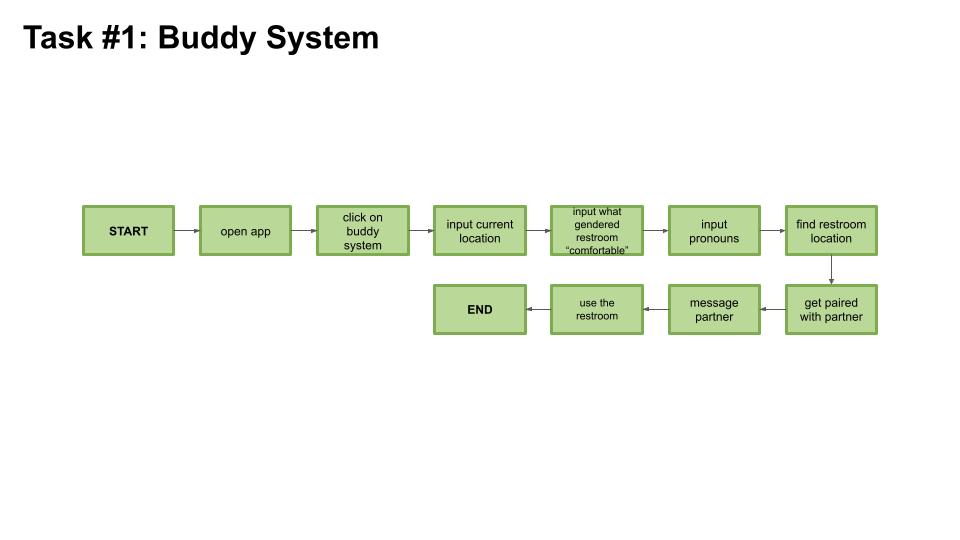 Task #1: Buddy System
START
open app
click on
buddy
system
input current
location
input what
gendered
restroom
“comfortable”
input
pronouns
find restroom
location
END
use the
restroom
message
partner
get paired
with partner